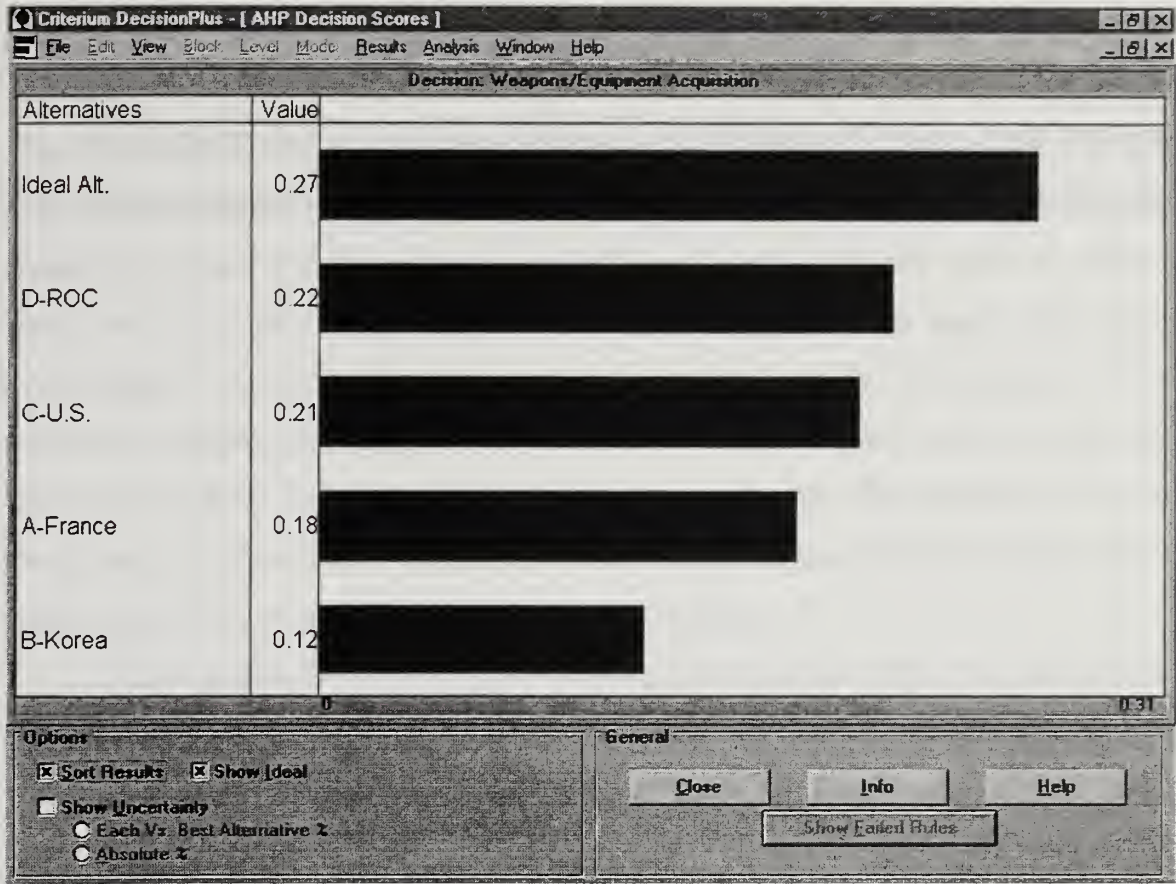 Criterium DecisionPlus - [ AHP Decision Scores ]
File Edit View Block Level Mode Results Analysis Window Help
Decision: Weapons/Equipment Acquisition
Alternatives Value
Ideal Alt. 0.27
D-ROC 0.22
C-U.S. 0.21
A-France 0.18
B-Korea 0.12
0 0.31
Options General
Sort Results Show Ideal
Close Info Help
Show Uncertainty
Show Failed Rules
Each Vs. Best Alternative %
Absolute %